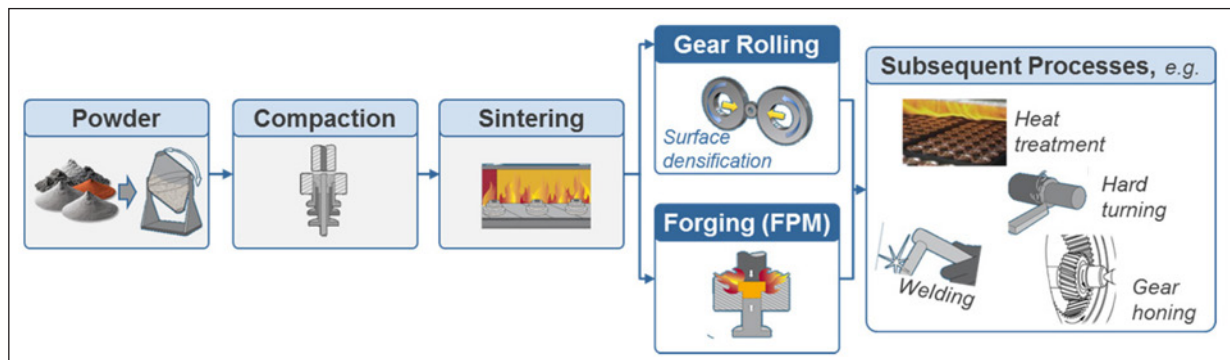 Powder
Compaction
Sintering
Gear Rolling
Surface
densification
Forging (FPM)
Subsequent Processes, e.g.
Heat
treatment
Hard
turning
Welding
Gear
honing